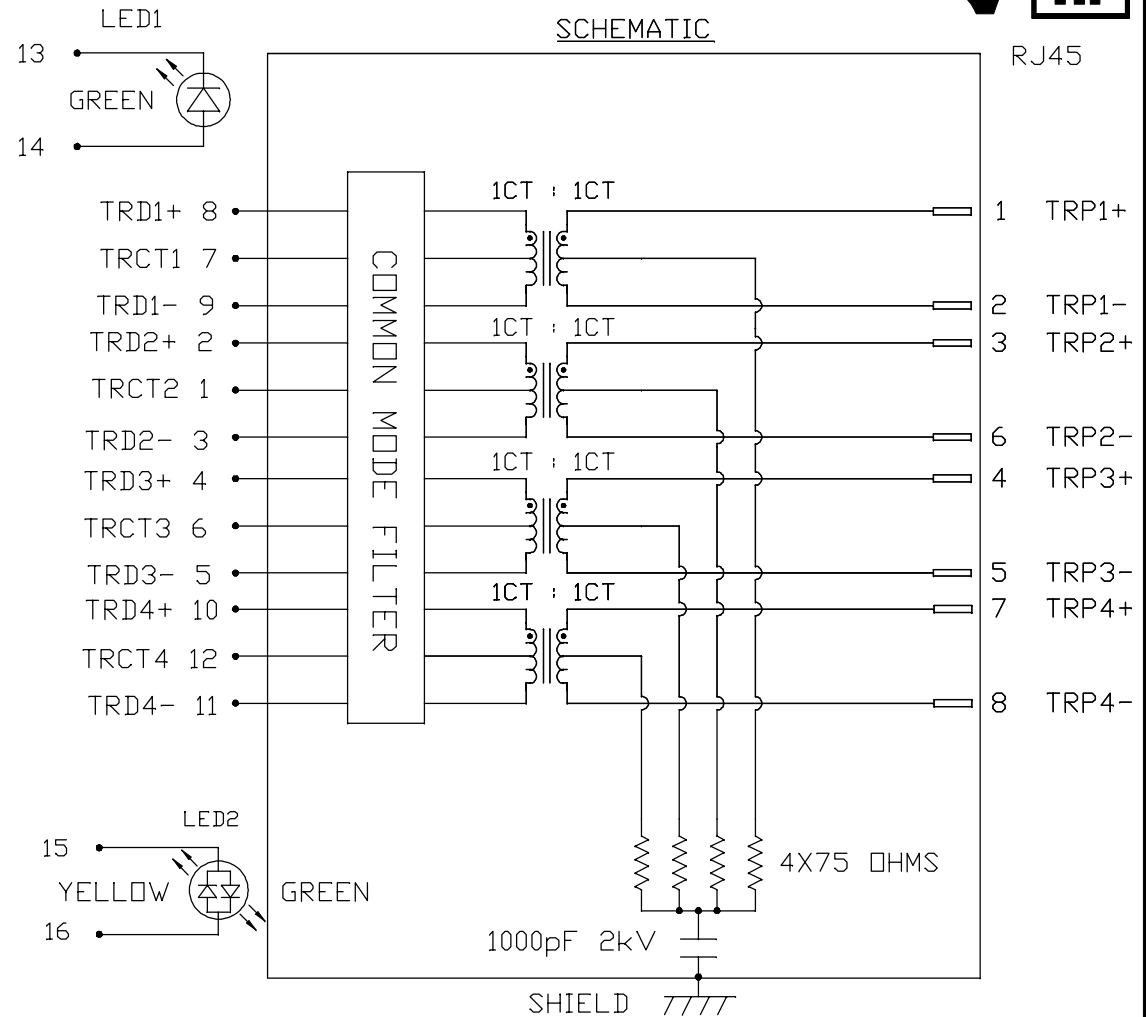 LED1
SCHEMATIC
RJ45
13
GREEN
14
1CT : 1CT
TRD1+ 8
1 TRP1+
TRCT1 7
TRD1- 9
2 TRP1-
1CT : 1CT
TRD2+ 2
3 TRP2+
TRCT2 1
TRD2- 3
6 TRP2-
1CT : 1CT
TRD3+ 4
4 TRP3+
TRCT3 6
TRD3- 5
5 TRP3-
1CT : 1CT
TRD4+ 10
7 TRP4+
TRCT4 12
TRD4- 11
8 TRP4-
COMMON MODE FILTER
LED2
15
YELLOW
GREEN
16
4X75 OHMS
1000pF 2kV
SHIELD